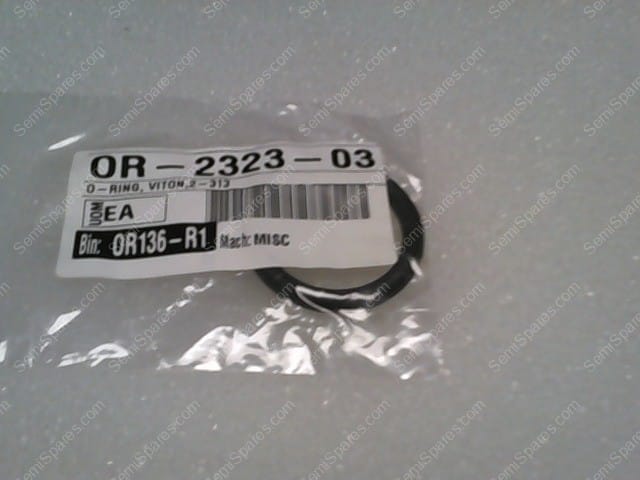 OR-2323-03
O-RING, VITON,2-313
UOM EA
Bin: OR136-R1 Mach: MISC
SemiSpares.com